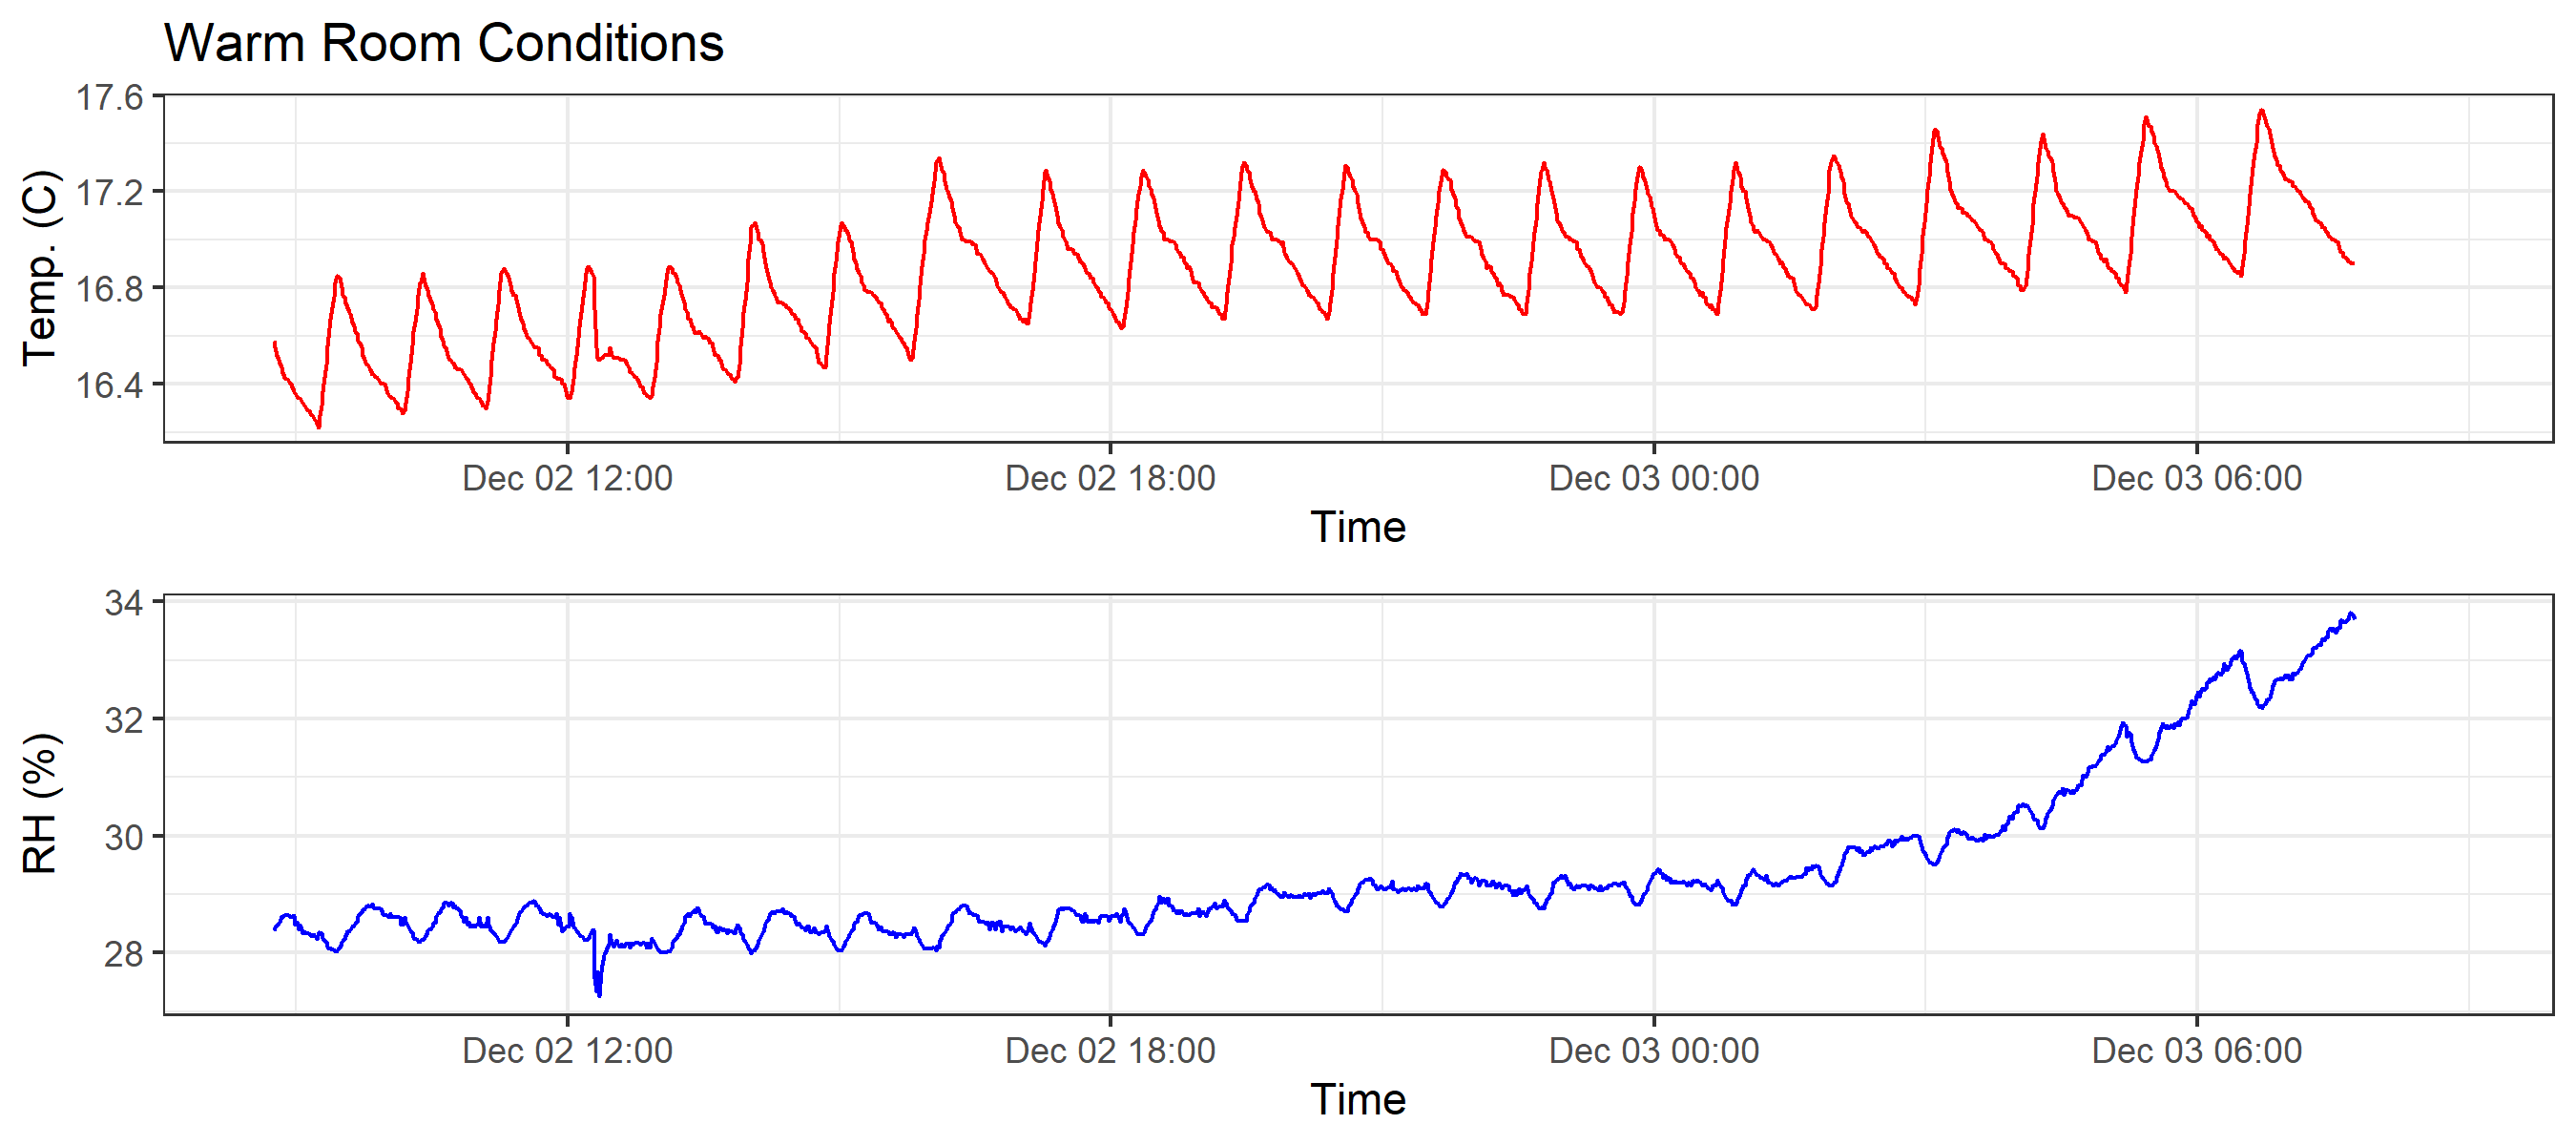 Warm Room Conditions
17.6
17.2
16.8
16.4
Temp. (C)
Dec 02 12:00 Dec 02 18:00 Dec 03 00:00 Dec 03 06:00
Time
34
32
30
28
RH (%)
Dec 02 12:00 Dec 02 18:00 Dec 03 00:00 Dec 03 06:00
Time